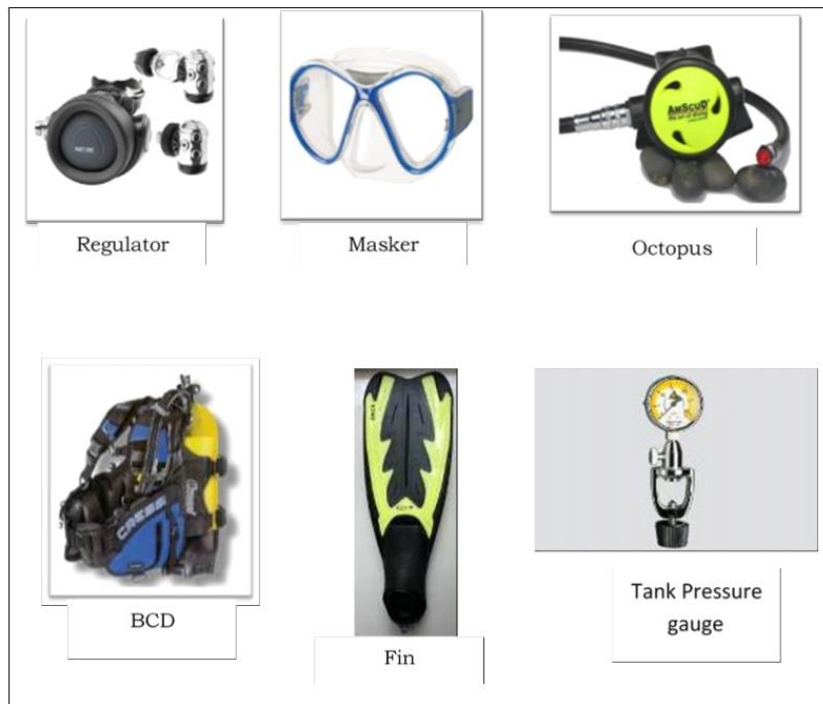 Regulator
Masker
AMSCUD
Octopus
CRESSI
BCD
Fin
Tank Pressure
gauge